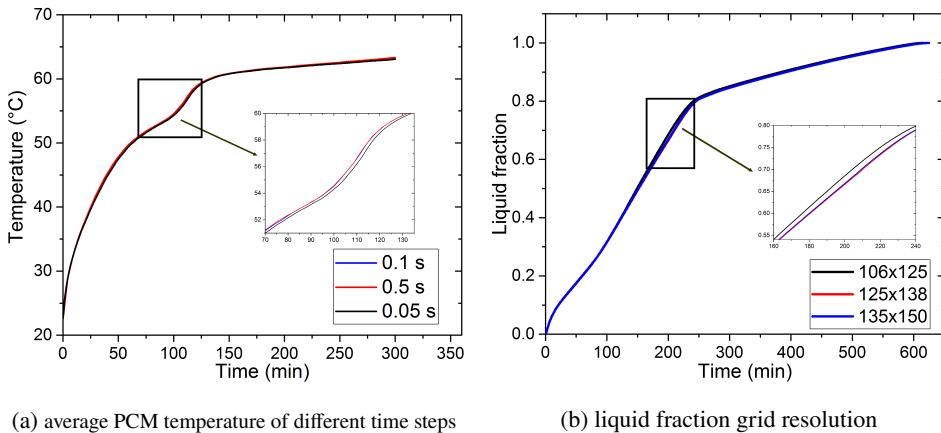 70
60
50
40
30
20
Temperature (°C)
0 50 100 150 200 250 300 350
Time (min)
60
58
56
54
52
70 80 90 100 110 120 130
0.1 s
0.5 s
0.05 s
(a) average PCM temperature of different time steps
1.0
0.8
0.6
0.4
0.2
0.0
Liquid fraction
0 100 200 300 400 500 600
Time (min)
0.80
0.75
0.70
0.65
0.60
0.55
160 180 200 220 240
106x125
125x138
135x150
(b) liquid fraction grid resolution